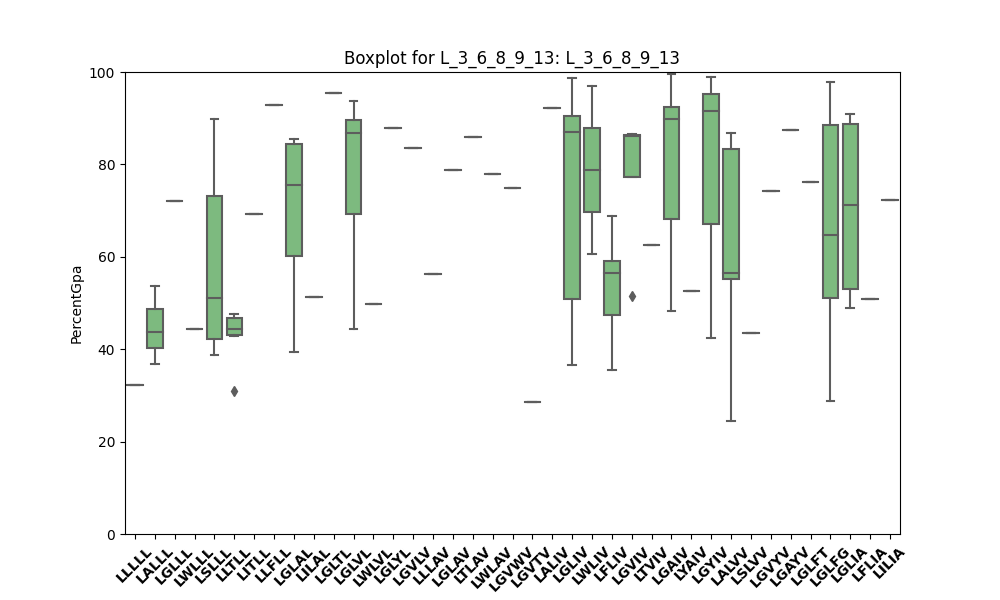 Boxplot for L_3_6_8_9_13: L_3_6_8_9_13
PercentGpa
100
80
60
40
20
0
LLLLL
LALLL
LGLLL
LWLLL
LSLLL
LLTLL
LITLL
LLFLL
LGLAL
LILAL
LGLTL
LGLVL
LWLVL
LGLYL
LGVLV
LLLAV
LGLAV
LTLAV
LWLAV
LGVWV
LGVTV
LALIV
LGLIV
LWLIV
LFLIV
LGVIV
LTVIV
LGAIV
LYAIV
LGYIV
LALVV
LSLVV
LGVYV
LGAYV
LGLFT
LGLFG
LGLIA
LFLIA
LILIA